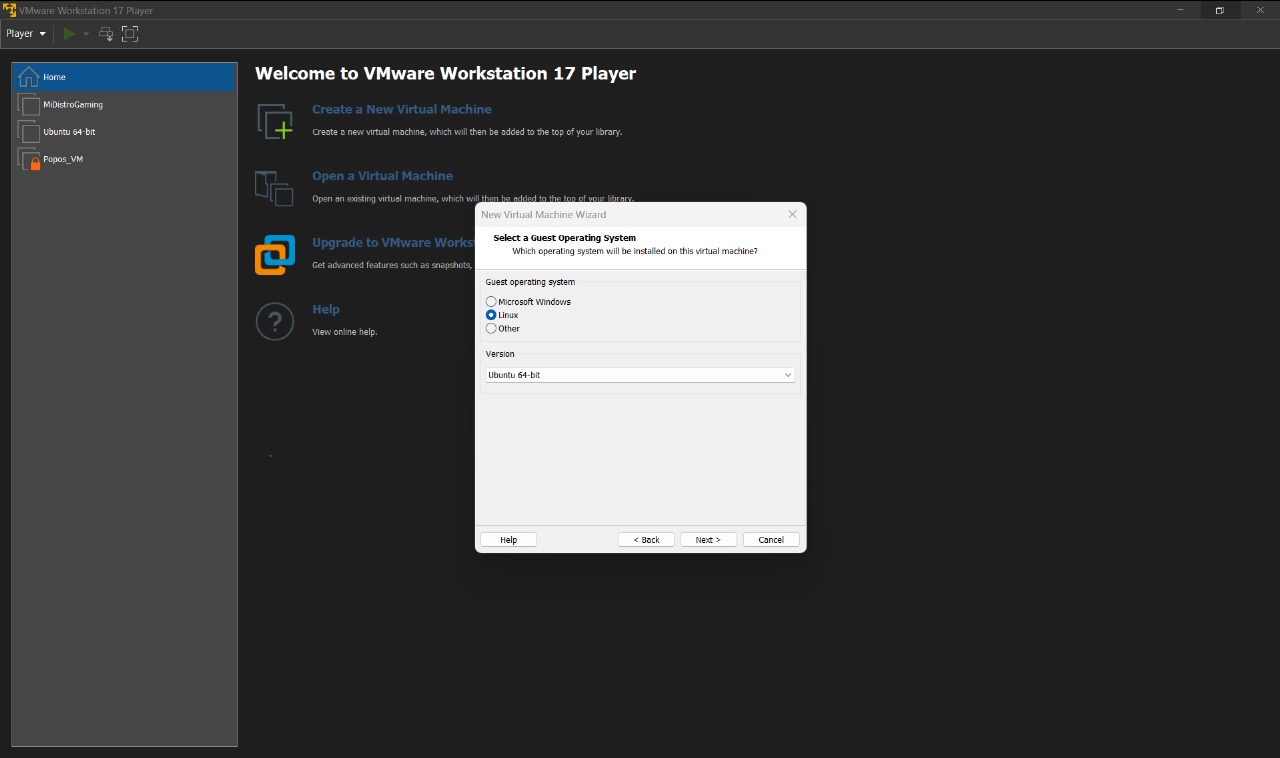 VMware Workstation 17 Player
Player
Home
MiDistroGaming
Ubuntu 64-bit
Popos_VM
Welcome to VMware Workstation 17 Player
Create a New Virtual Machine
Create a new virtual machine, which will then be added to the top of your library.
Open a Virtual Machine
Open an existing virtual machine, which will then be added to the top of your library.
Upgrade to VMware Works
Get advanced features such as snapshots,
Help
View online help.
New Virtual Machine Wizard
Select a Guest Operating System
Which operating system will be installed on this virtual machine?
Guest operating system
Microsoft Windows
Linux
Other
Version
Ubuntu 64-bit
Help
< Back
Next >
Cancel